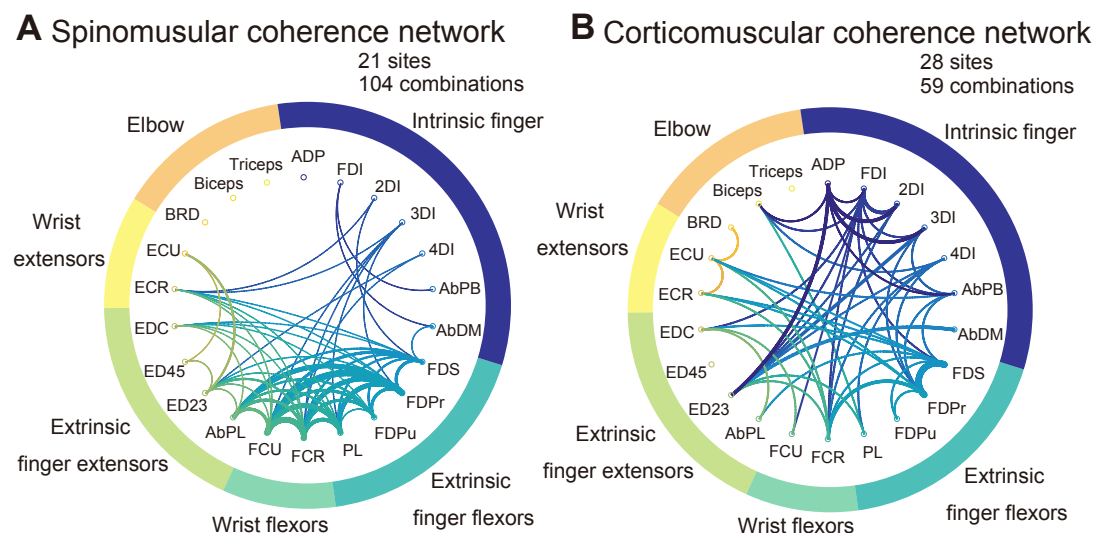 A Spinomusular coherence network
21 sites
104 combinations
Elbow
Intrinsic finger
Triceps
ADP
FDI
Biceps
2DI
BRD
3DI
Wrist
extensors
ECU
4DI
ECR
AbPB
EDC
AbDM
ED45
FDS
ED23
FDPr
AbPL
FDPu
FCU
FCR
PL
Extrinsic
finger extensors
Extrinsic
finger flexors
Wrist flexors
B Corticomuscular coherence network
28 sites
59 combinations
Elbow
Intrinsic finger
Triceps
ADP
FDI
Biceps
2DI
BRD
3DI
Wrist
extensors
ECU
4DI
ECR
AbPB
EDC
AbDM
ED45
FDS
ED23
FDPr
AbPL
FDPu
FCU
FCR
PL
Extrinsic
finger extensors
Extrinsic
finger flexors
Wrist flexors